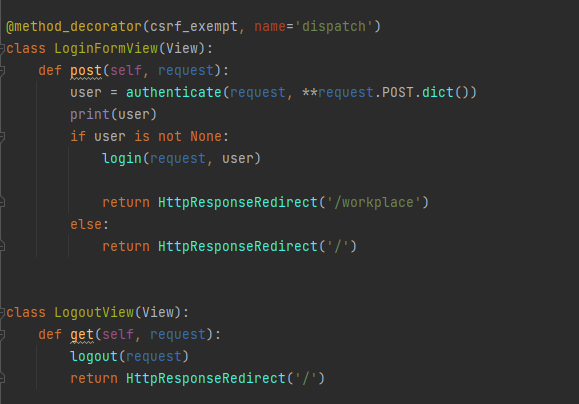 @method_decorator(csrf_exempt, name='dispatch')
class LoginFormView(View):
    def post(self, request):
        user = authenticate(request, **request.POST.dict())
        print(user)
        if user is not None:
            login(request, user)

            return HttpResponseRedirect('/workplace')
        else:
            return HttpResponseRedirect('/')


class LogoutView(View):
    def get(self, request):
        logout(request)
        return HttpResponseRedirect('/')